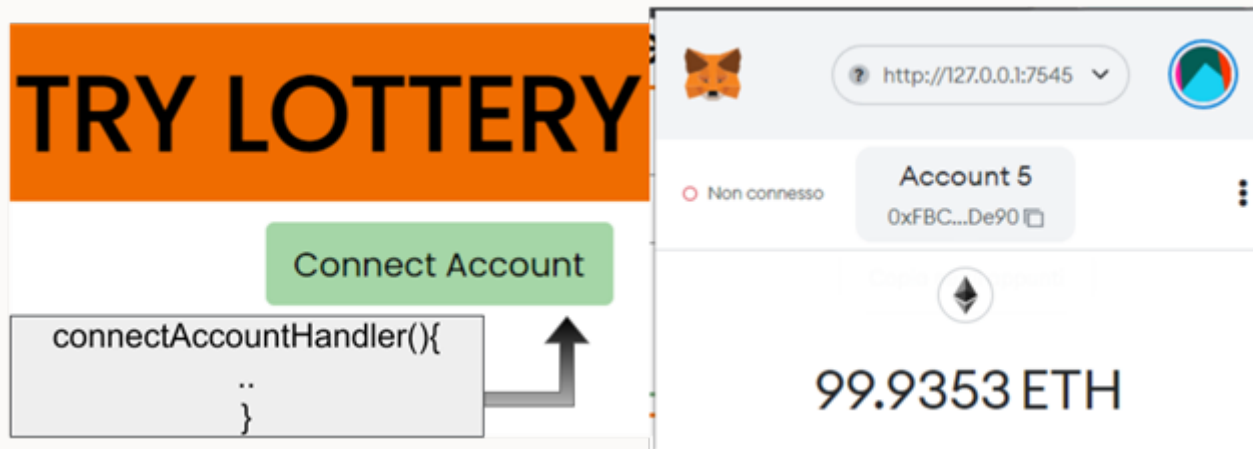 TRY LOTTERY
Connect Account
connectAccountHandler(){
..
}
http://127.0.0.1:7545
Non connesso
Account 5
0xFBC...De90
99.9353 ETH